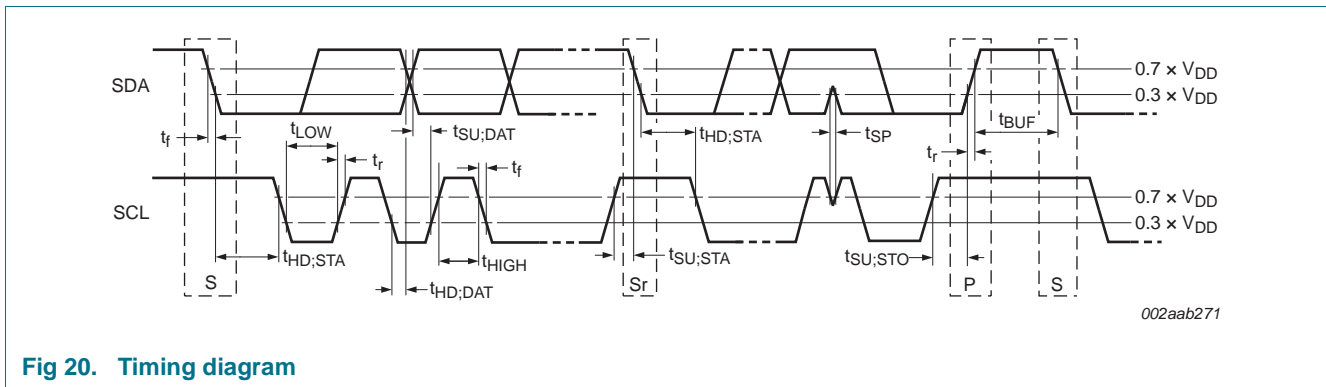 SDA
0.7 × VDD
0.3 × VDD
tf
tLOW
tr
tSU;DAT
tf
tHD;STA
tSP
tr
tBUF
SCL
0.7 × VDD
0.3 × VDD
S
tHD;STA
tHD;DAT
tHIGH
Sr
tSU;STA
tSU;STO
P
S
002aab271
Fig 20. Timing diagram